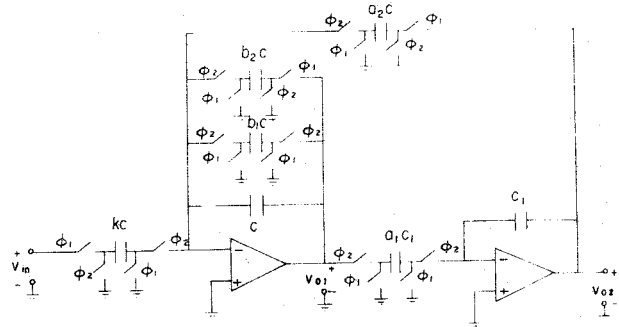 ϕ₂ a₂c ϕ₁
ϕ₁ ϕ₂
b₂c
ϕ₂ ϕ₁
ϕ₁ ϕ₂
b₁c
ϕ₂ ϕ₂
ϕ₁ ϕ₁
c
kc
ϕ₁ ϕ₂
ϕ₂ ϕ₁
+
Vin
-
-
+
+
Vo1
-
a₁c₁
ϕ₂ ϕ₂
ϕ₁ ϕ₁
c₁
-
+
+
Vo2
-